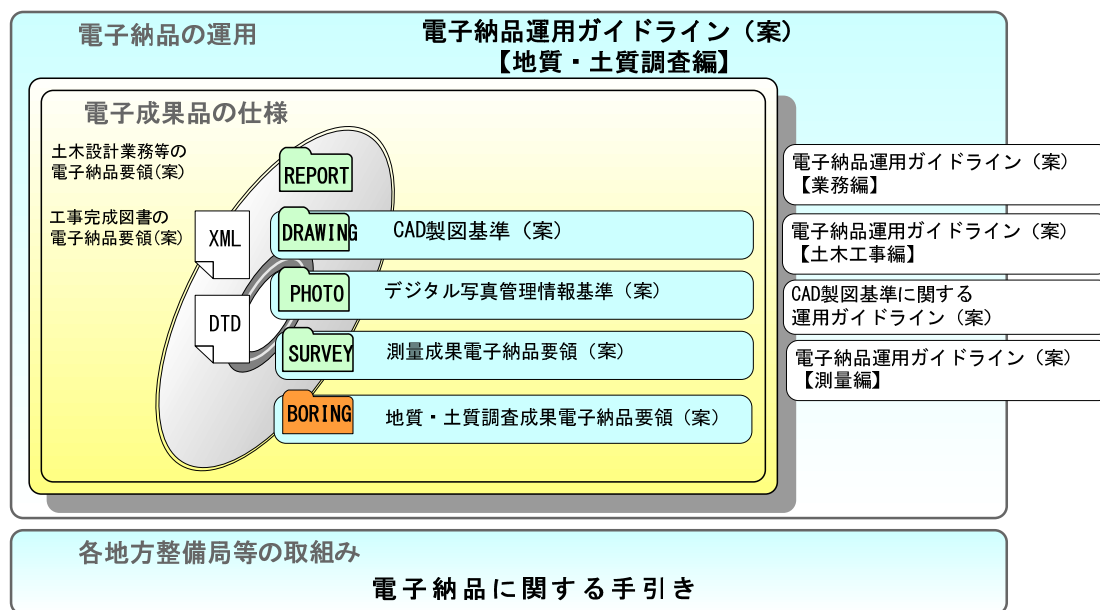 電子納品の運用
電子納品運用ガイドライン（案）
【地質・土質調査編】
電子成果品の仕様
土木設計業務等の
電子納品要領(案)
工事完成図書の
電子納品要領(案)
XML
DTD
REPORT
DRAWING
CAD製図基準（案）
PHOTO
デジタル写真管理情報基準（案）
SURVEY
測量成果電子納品要領（案）
BORING
地質・土質調査成果電子納品要領（案）
電子納品運用ガイドライン（案）
【業務編】
電子納品運用ガイドライン（案）
【土木工事編】
CAD製図基準に関する
運用ガイドライン（案）
電子納品運用ガイドライン（案）
【測量編】
各地方整備局等の取組み
電子納品に関する手引き